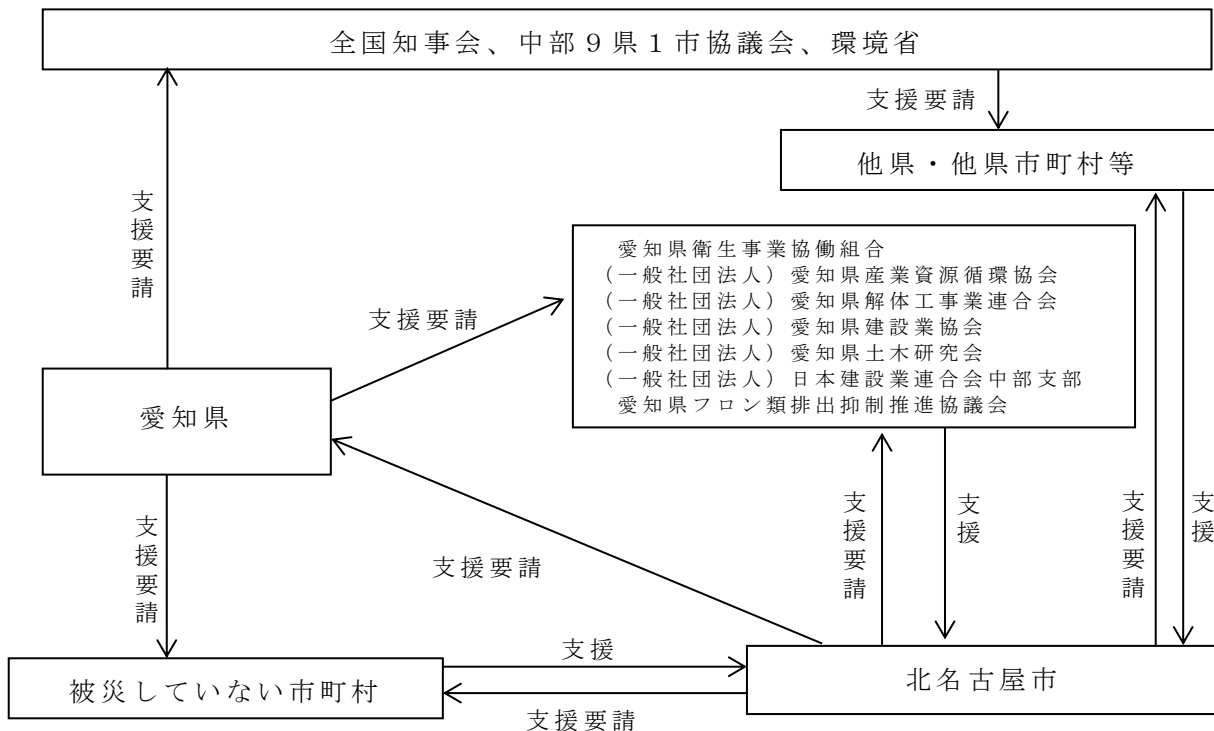 全国知事会、中部９県１市協議会、環境省
支援要請
他県・他県市町村等
支援要請
愛知県衛生事業協働組合
（一般社団法人）愛知県産業資源循環協会
（一般社団法人）愛知県解体工事業連合会
（一般社団法人）愛知県建設業協会
（一般社団法人）愛知県土木研究会
（一般社団法人）日本建設業連合会中部支部
愛知県フロン類排出抑制推進協議会
支援要請
愛知県
支援要請
支援要請
支援要請
支援
支援要請
支援
支援
被災していない市町村
北名古屋市
支援要請